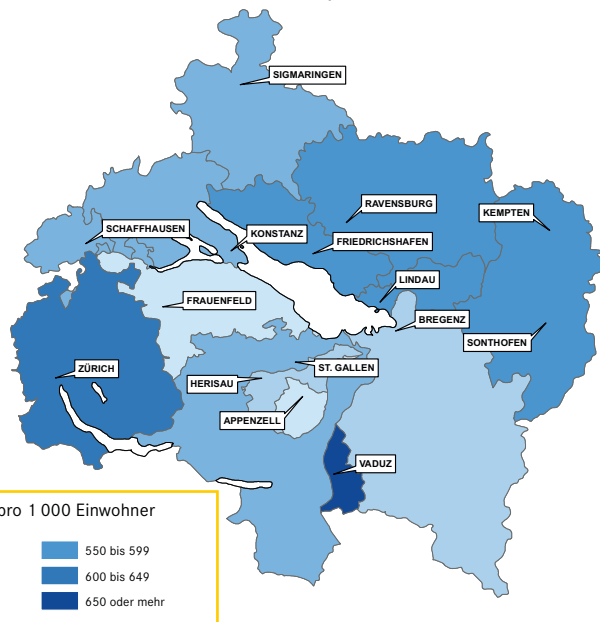 SIGMARINGEN
RAVENSBURG
KEMPTEN
SCHAFFHAUSEN
KONSTANZ
FRIEDRICHSHAFEN
LINDAU
FRAUENFELD
BREGENZ
SONTHOFEN
ZÜRICH
ST. GALLEN
HERISAU
APPENZELL
VADUZ
pro 1 000 Einwohner
550 bis 599
600 bis 649
650 oder mehr